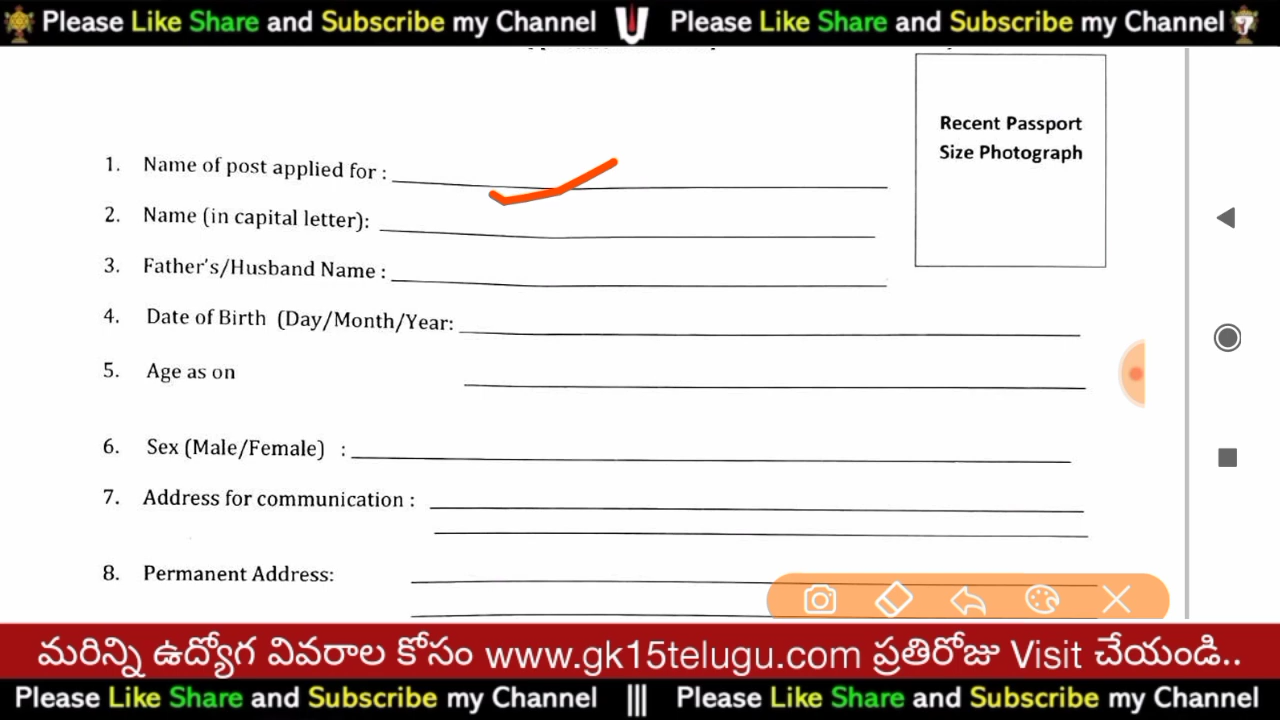 Please Like Share and Subscribe my Channel Please Like Share and Subscribe my Channel
Recent Passport
Size Photograph
1. Name of post applied for :
2. Name (in capital letter):
3. Father's/Husband Name :
4. Date of Birth (Day/Month/Year:
5. Age as on
6. Sex (Male/Female) :
7. Address for communication :
8. Permanent Address:
మరిన్ని ఉద్యోగ వివరాల కోసం www.gk15telugu.com ప్రతిరోజు Visit చేయండి..
Please Like Share and Subscribe my Channel ||| Please Like Share and Subscribe my Channel